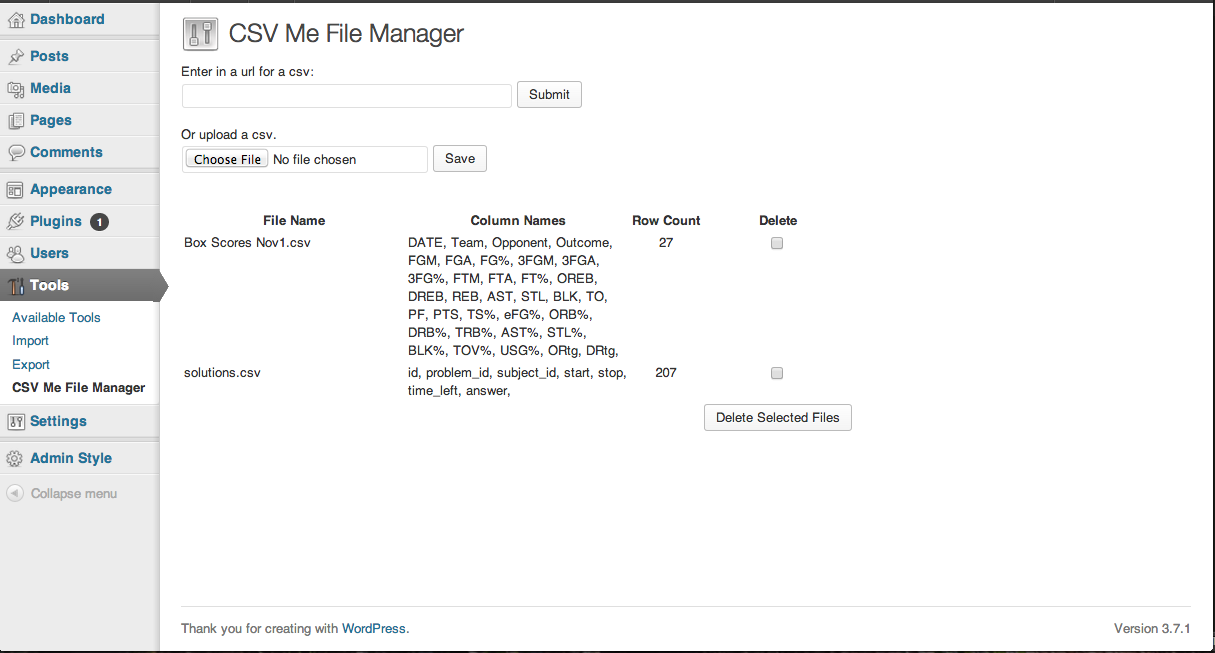 Dashboard
Posts
Media
Pages
Comments
Appearance
Plugins 1
Users
Tools
Available Tools
Import
Export
CSV Me File Manager
Settings
Admin Style
Collapse menu
CSV Me File Manager
Enter in a url for a csv:
Submit
Or upload a csv.
Choose File No file chosen Save
File Name Column Names Row Count Delete
Box Scores Nov1.csv DATE, Team, Opponent, Outcome, 27
FGM, FGA, FG%, 3FGM, 3FGA,
3FG%, FTM, FTA, FT%, OREB,
DREB, REB, AST, STL, BLK, TO,
PF, PTS, TS%, eFG%, ORB%,
DRB%, TRB%, AST%, STL%,
BLK%, TOV%, USG%, ORtg, DRtg,
solutions.csv id, problem_id, subject_id, start, stop, 207
time_left, answer,
Delete Selected Files
Thank you for creating with WordPress. Version 3.7.1